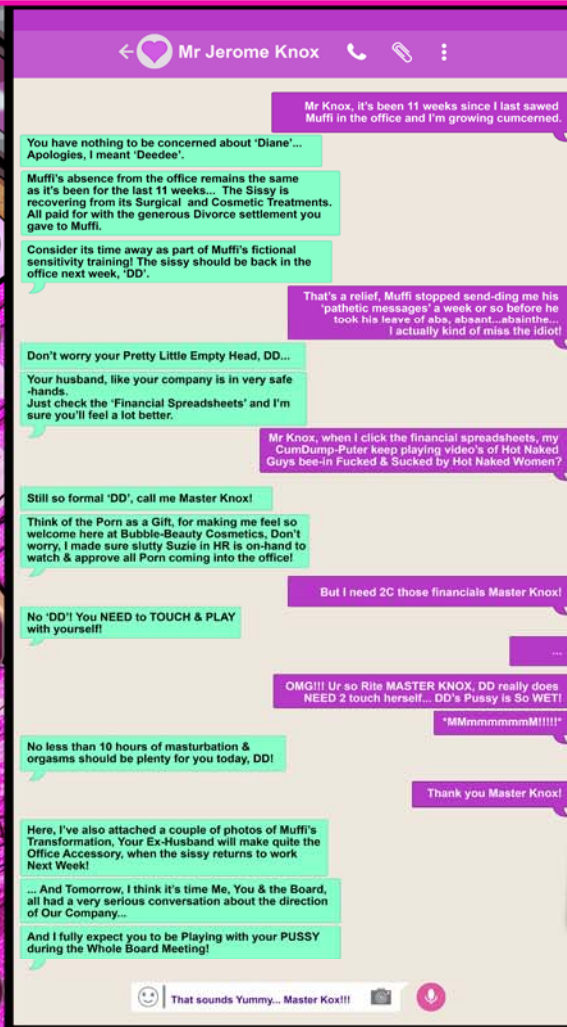 Mr Jerome Knox
Mr Knox, it's been 11 weeks since I last sawed
Muffi in the office and I'm growing cumcerned.
You have nothing to be concerned about 'Diane'...
Apologies, I meant 'Deedee'.
Muffi's absence from the office remains the same
as it's been for the last 11 weeks... The Sissy is
recovering from its Surgical and Cosmetic Treatments.
All paid for with the generous Divorce settlement you
gave to Muffi.
Consider its time away as part of Muffi's fictional
sensitivity training! The sissy should be back in the
office next week, 'DD'.
That's a relief, Muffi stopped send-ding me his
'pathetic messages' a week or so before he
took his leave of abs, absant...absinthe...
I actually kind of miss the idiot!
Don't worry your Pretty Little Empty Head, DD...
Your husband, like your company is in very safe
-hands.
Just check the 'Financial Spreadsheets' and I'm
sure you'll feel a lot better.
Mr Knox, when I click the financial spreadsheets, my
CumDump-Puter keep playing video's of Hot Naked
Guys bee-in Fucked & Sucked by Hot Naked Women?
Still so formal 'DD', call me Master Knox!
Think of the Porn as a Gift, for making me feel so
welcome here at Bubble-Beauty Cosmetics, Don't
worry, I made sure slutty Suzie in HR is on-hand to
watch & approve all Porn coming into the office!
But I need 2C those financials Master Knox!
No 'DD'! You NEED to TOUCH & PLAY
with yourself!
...
OMG!!! Ur so Rite MASTER KNOX, DD really does
NEED 2 touch herself... DD's Pussy is So WET!
*MMmmmmmmM!!!!!*
No less than 10 hours of masturbation &
orgasms should be plenty for you today, DD!
Thank you Master Knox!
Here, I've also attached a couple of photos of Muffi's
Transformation, Your Ex-Husband will make quite the
Office Accessory, when the sissy returns to work
Next Week!
... And Tomorrow, I think it's time Me, You & the Board,
all had a very serious conversation about the direction
of Our Company...
And I fully expect you to be Playing with your PUSSY
during the Whole Board Meeting!
That sounds Yummy... Master Kox!!!